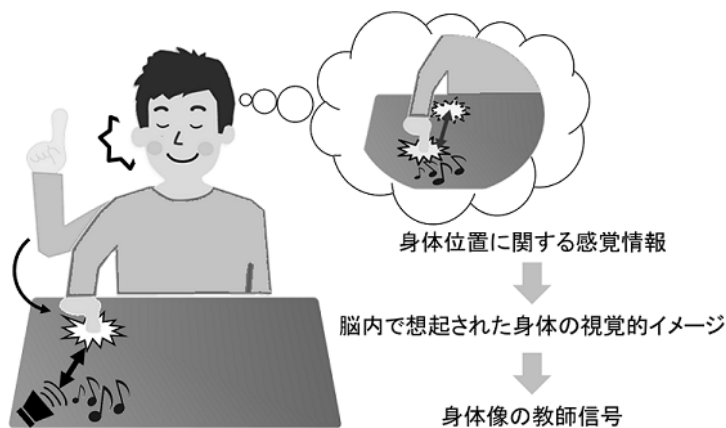 身体位置に関する感覚情報
脳内で想起された身体の視覚的イメージ
身体像の教師信号